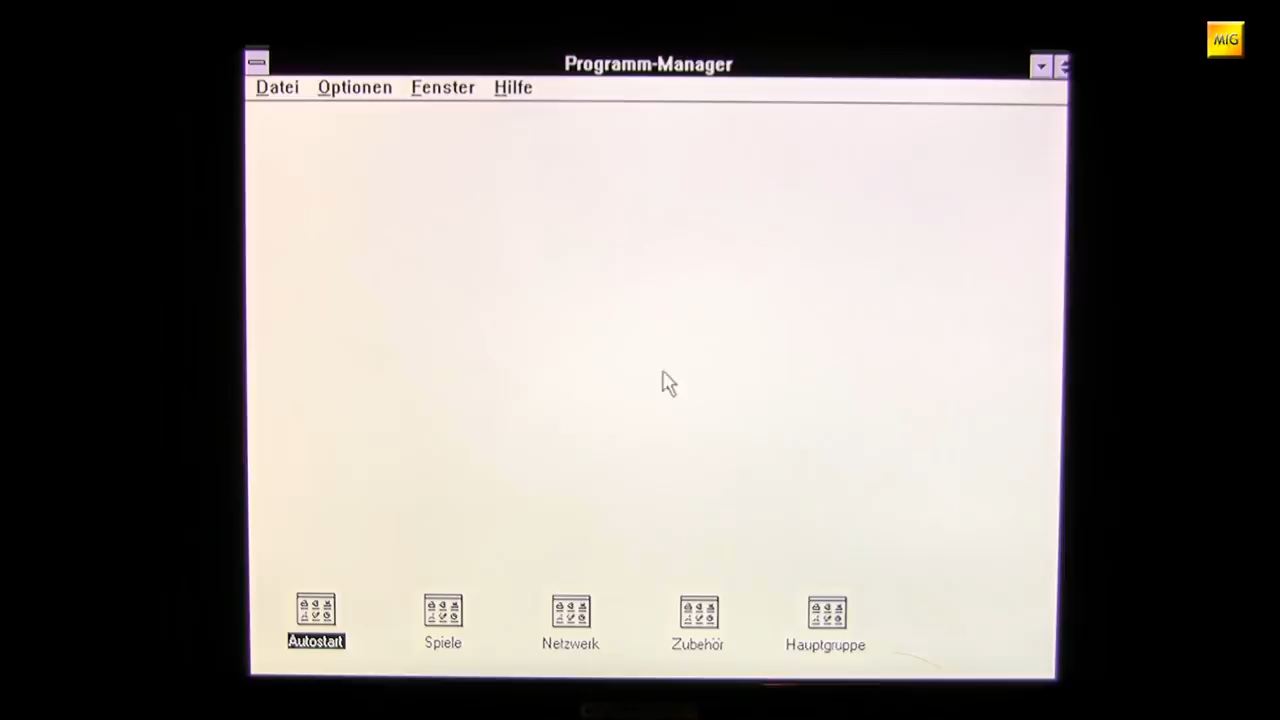 MIG
Programm-Manager
Datei Optionen Fenster Hilfe
Autostart Spiele Netzwerk Zubehör Hauptgruppe